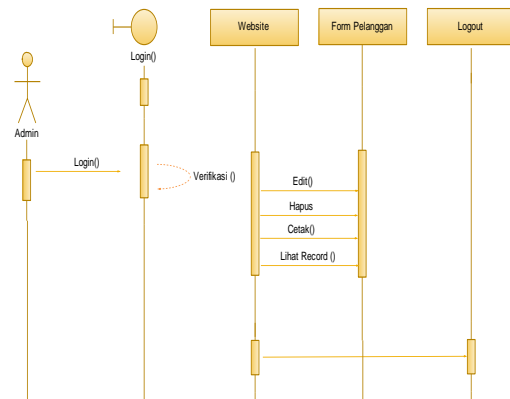 Website
Form Pelanggan
Logout
Login()
Admin
Login()
Verifikasi ()
Edit()
Hapus
Cetak()
Lihat Record ()